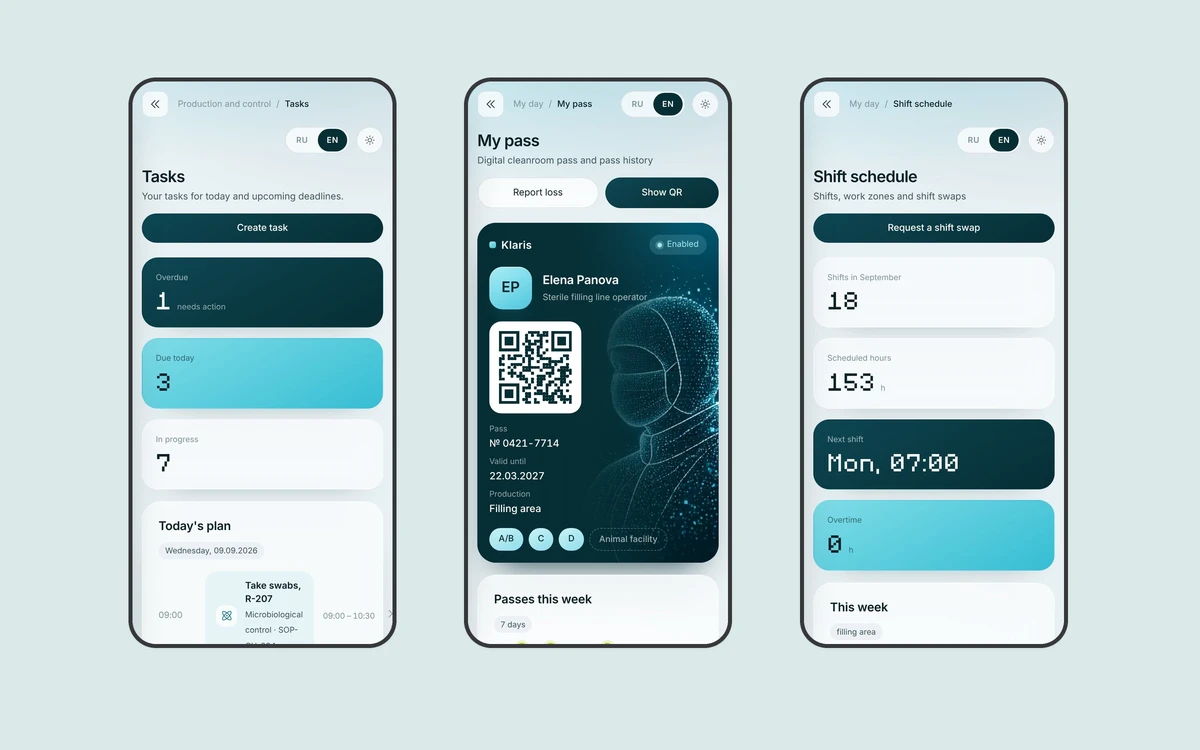 Production and control / Tasks
RU EN
Tasks
Your tasks for today and upcoming deadlines.
Create task
Overdue
1 needs action
Due today
3
In progress
7
Today's plan
Wednesday, 09.09.2026
09:00
Take swabs,
R-207
Microbiological
control · SOP-
09:00 – 10:30
My day / My pass
RU EN
My pass
Digital cleanroom pass and pass history
Report loss
Show QR
Klaris
Enabled
EP
Elena Panova
Sterile filling line operator
Pass
№ 0421-7714
Valid until
22.03.2027
Production
Filling area
A/B C D Animal facility
Passes this week
7 days
My day / Shift schedule
RU EN
Shift schedule
Shifts, work zones and shift swaps
Request a shift swap
Shifts in September
18
Scheduled hours
153 h
Next shift
Mon, 07:00
Overtime
0 h
This week
filling area